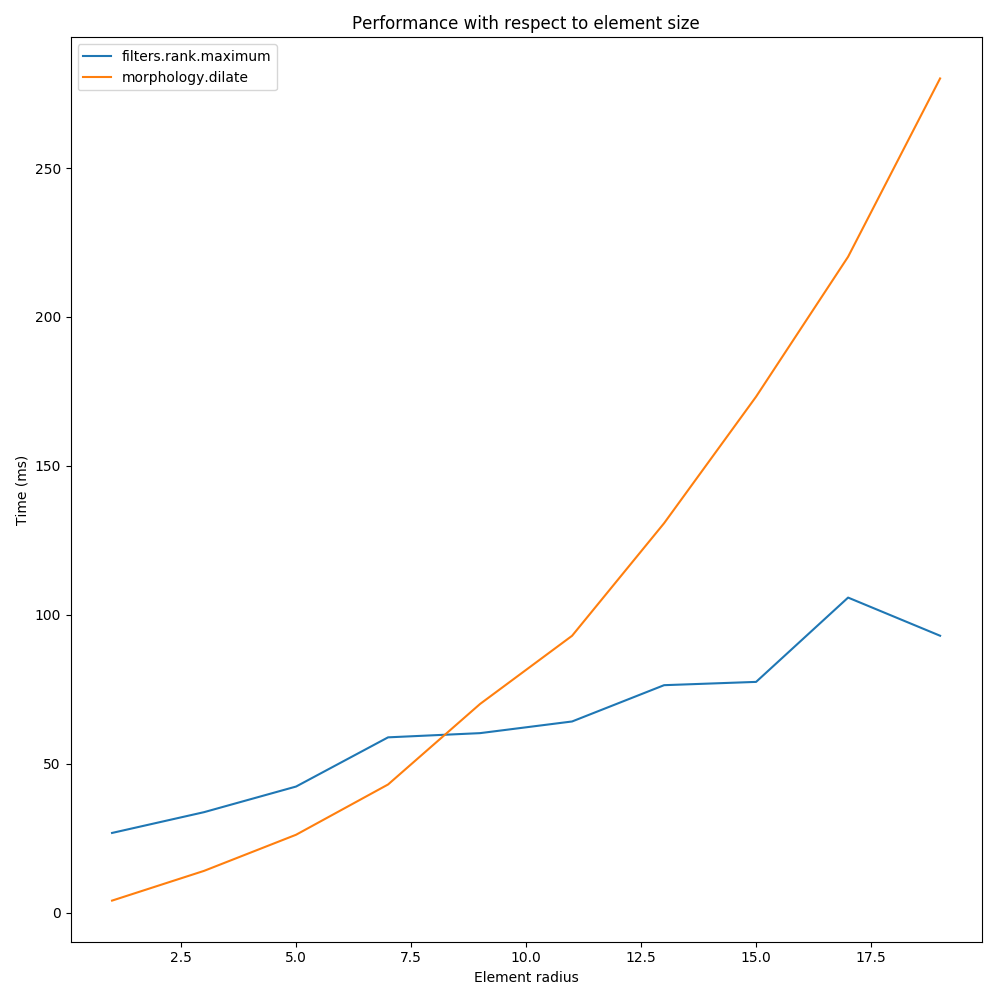 Performance with respect to element size
filters.rank.maximum
morphology.dilate
250
200
150
100
50
0
Time (ms)
2.5 5.0 7.5 10.0 12.5 15.0 17.5
Element radius